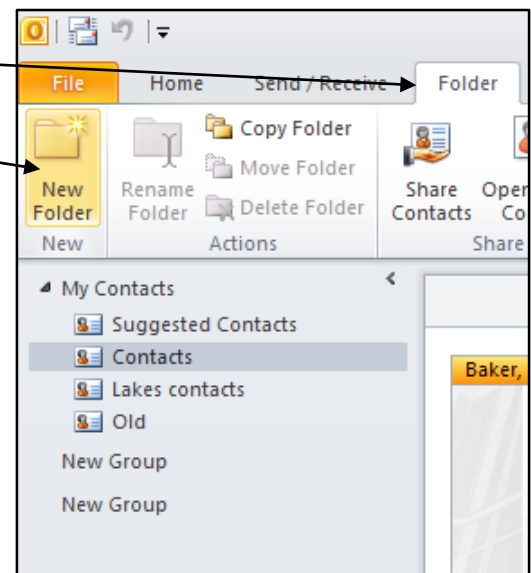 File Home Send / Receive Folder
New Folder
Rename Folder
Copy Folder
Move Folder
Delete Folder
Share Contacts
New Actions Share
My Contacts
Suggested Contacts
Contacts
Lakes contacts
Old
New Group
New Group
Baker,